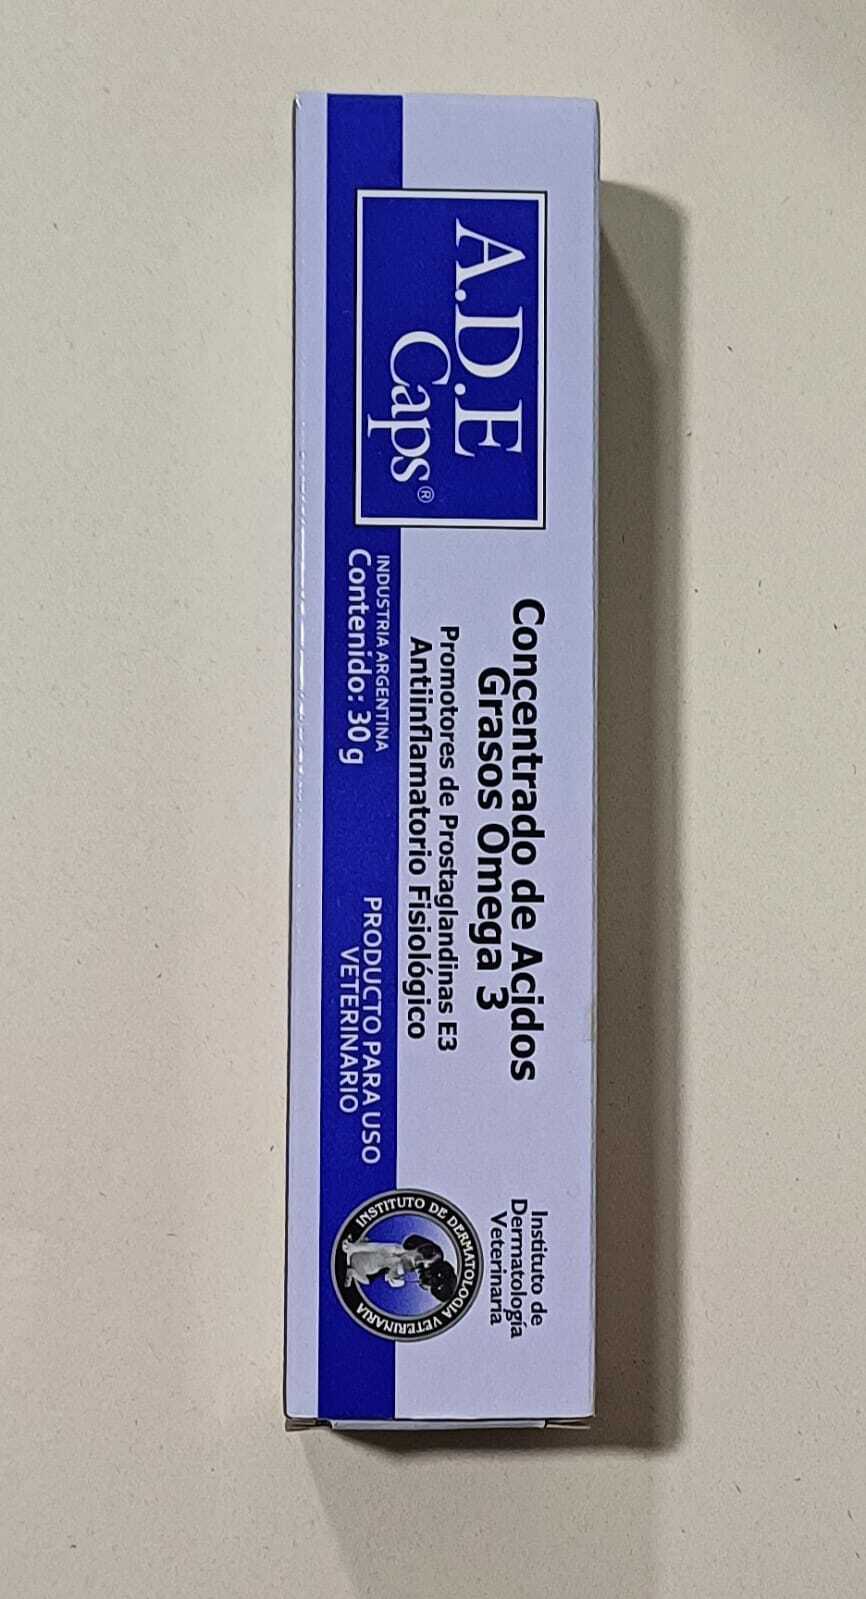 A.D.E
Caps®
Concentrado de Acidos
Grasos Omega 3
Promotores de Prostaglandinas E3
Antiinflamatorio Fisiológico
INDUSTRIA ARGENTINA
Contenido: 30 g
PRODUCTO PARA USO
VETERINARIO
Instituto de
Dermatología
Veterinaria
INSTITUTO DE DERMATOLOGIA VETERINARIA